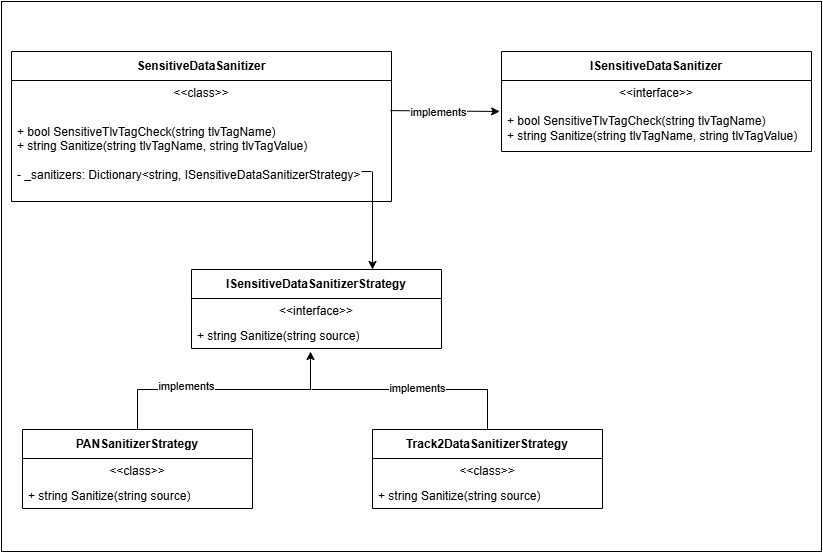 SensitiveDataSanitizer
<<class>>
+ bool SensitiveTlvTagCheck(string tlvTagName)
+ string Sanitize(string tlvTagName, string tlvTagValue)
- _sanitizers: Dictionary<string, ISensitiveDataSanitizerStrategy>
implements
ISensitiveDataSanitizer
<<interface>>
+ bool SensitiveTlvTagCheck(string tlvTagName)
+ string Sanitize(string tlvTagName, string tlvTagValue)
ISensitiveDataSanitizerStrategy
<<interface>>
+ string Sanitize(string source)
implements
implements
PANSanitizerStrategy
<<class>>
+ string Sanitize(string source)
Track2DataSanitizerStrategy
<<class>>
+ string Sanitize(string source)